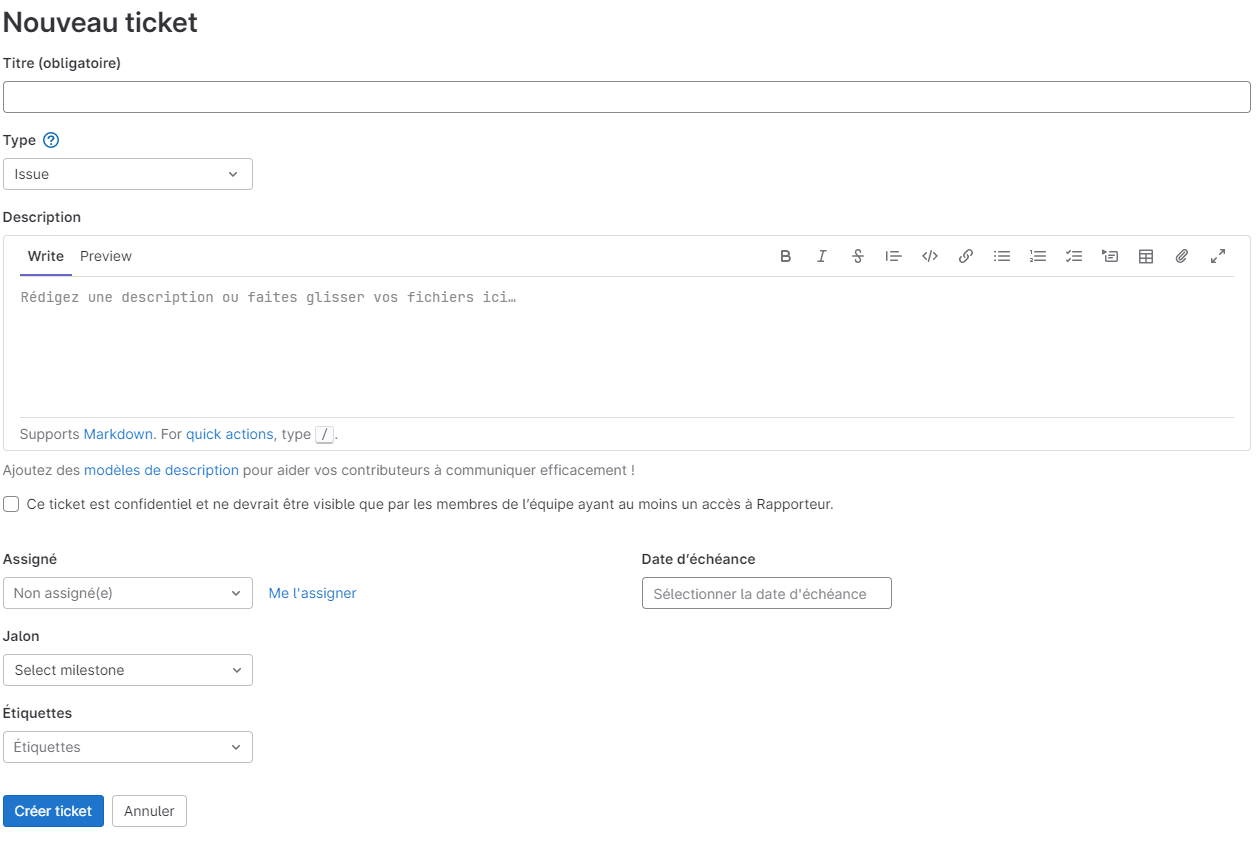 Nouveau ticket
Titre (obligatoire)
Type ?
Issue
Description
Write Preview B I S
Rédigez une description ou faites glisser vos fichiers ici…
Supports Markdown. For quick actions, type /.
Ajoutez des modèles de description pour aider vos contributeurs à communiquer efficacement !
Ce ticket est confidentiel et ne devrait être visible que par les membres de l’équipe ayant au moins un accès à Rapporteur.
Assigné
Non assigné(e) Me l'assigner
Date d’échéance
Sélectionner la date d'échéance
Jalon
Select milestone
Étiquettes
Étiquettes
Créer ticket Annuler